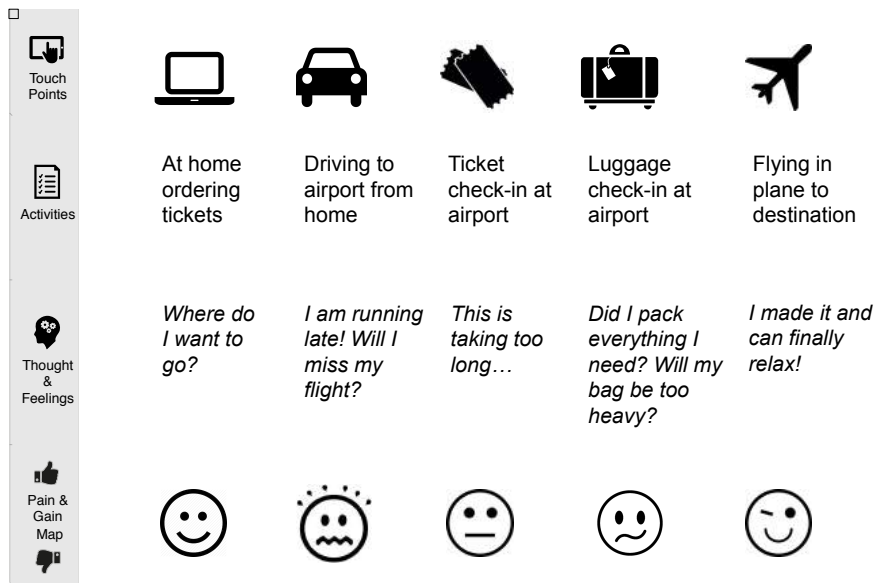 Touch
Points
At home
ordering
tickets
Driving to
airport from
home
Ticket
check-in at
airport
Luggage
check-in at
airport
Flying in
plane to
destination
Activities
Where do
I want to
go?
I am running
late! Will I
miss my
flight?
This is
taking too
long…
Did I pack
everything I
need? Will my
bag be too
heavy?
I made it and
can finally
relax!
Thought
&
Feelings
Pain &
Gain
Map